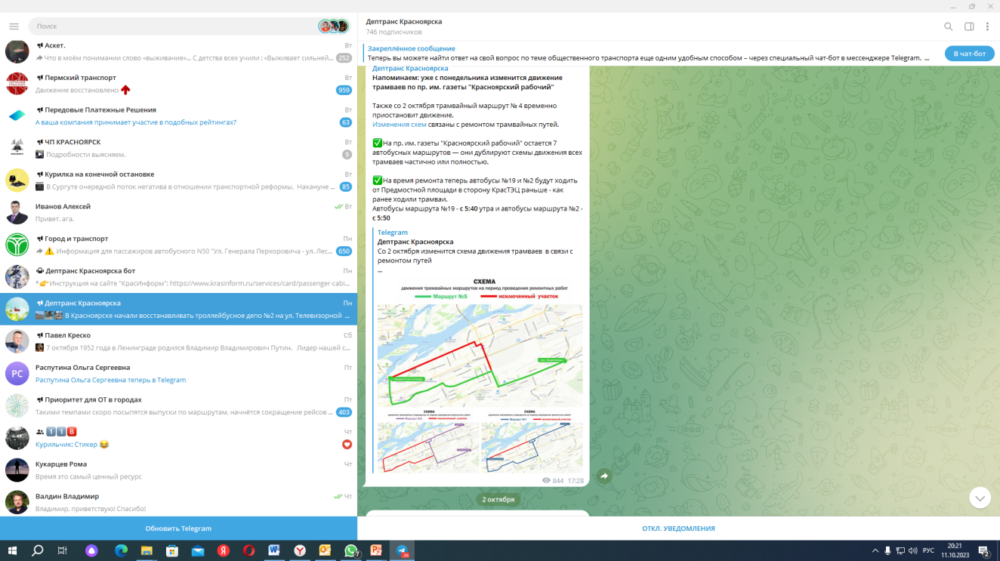 Поиск
Аскет.
Вт
Что в моём понимании слово «выживание»... С детства всех учили : «Выживает сильней...
252
Пермский транспорт
Вт
Движение восстановлено
959
Передовые Платежные Решения
Вт
А ваша компания принимает участие в подобных рейтингах?
63
ЧП КРАСНОЯРСК
Вт
Подробности выясняем.
9
Курилка на конечной остановке
Вт
В Сургуте очередной поток негатива в отношении транспортной реформы. Накануне ...
85
Иванов Алексей
Вт
Привет, ага.
Город и транспорт
Пн
Информация для пассажиров автобусного N50 "Ул. Генерала Перхоровича - ул. Лес...
650
Дептранс Красноярска бот
Пн
*👉Инструкция на сайте "КрасИнформ": https://www.krasinform.ru/services/card/passenger-cabi...
Дептранс Красноярска
Пн
В Красноярске начали восстанавливать троллейбусное депо №2 на ул. Телевизорной ...
Павел Креско
Сб
7 октября 1952 года в Ленинграде родился Владимир Владимирович Путин. Лидер нашей с...
РС
Распутина Ольга Сергеевна
Пт
Распутина Ольга Сергеевна теперь в Telegram
Приоритет для ОТ в городах
Пт
Такими темпами скоро посыпятся выпуски по маршрутам, начнётся сокращение рейсов ...
403
1 1 В
Чт
Курильчик: Стикер 😂
Кукарцев Рома
Чт
Время это самый ценный ресурс
Валдин Владимир
Чт
Владимир, приветствую! Спасибо!
Обновить Telegram
Дептранс Красноярска
746 подписчиков
Закреплённое сообщение
Теперь вы можете найти ответ на свой вопрос по теме общественного транспорта еще одним удобным способом – через специальный чат-бот в мессенджере Telegram. ...
В чат-бот
Дептранс Красноярска
Напоминаем: уже с понедельника изменится движение
трамваев по пр. им. газеты "Красноярский рабочий"
Также со 2 октября трамвайный маршрут № 4 временно
приостановит движение.
Изменения схем связаны с ремонтом трамвайных путей.
✅На пр. им. газеты "Красноярский рабочий" остается 7
автобусных маршрутов — они дублируют схемы движения всех
трамваев частично или полностью.
✅На время ремонта теперь автобусы №19 и №2 будут ходить
от Предмостной площади в сторону КрасТЭЦ раньше - как
ранее ходили трамваи.
Автобусы маршрута №19 - с 5:40 утра и автобусы маршрута №2 -
с 5:50
Telegram
Дептранс Красноярска
Со 2 октября изменится схема движения трамваев в связи с
ремонтом путей
...
СХЕМА
движения трамвайных маршрутов на период проведения ремонтных работ
Маршрут №5 исключенный участок
СХЕМА
СХЕМА
844 17:28
2 октября
ОТКЛ. УВЕДОМЛЕНИЯ
7
36
РУС
20:21
11.10.2023
2